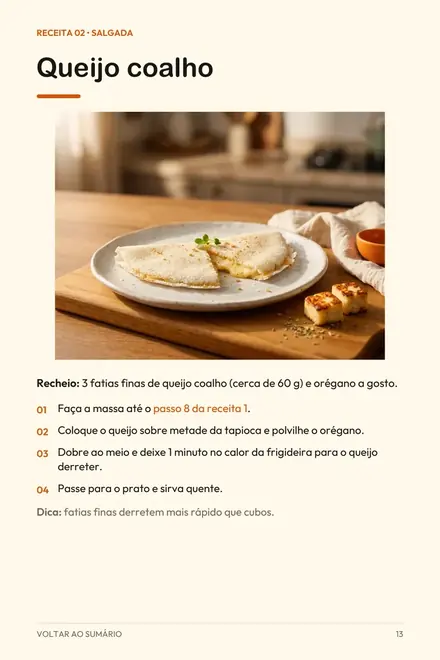 RECEITA 02 • SALGADA
Queijo coalho
Recheio: 3 fatias finas de queijo coalho (cerca de 60 g) e orégano a gosto.
01 Faça a massa até o passo 8 da receita 1.
02 Coloque o queijo sobre metade da tapioca e polvilhe o orégano.
03 Dobre ao meio e deixe 1 minuto no calor da frigideira para o queijo
derreter.
04 Passe para o prato e sirva quente.
Dica: fatias finas derretem mais rápido que cubos.
VOLTAR AO SUMÁRIO 13